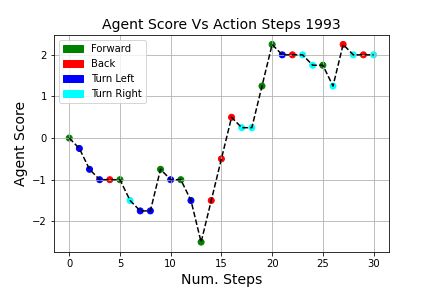 Agent Score Vs Action Steps 1993
Forward
Back
Turn Left
Turn Right
Agent Score
2
1
0
−1
−2
0 5 10 15 20 25 30
Num. Steps